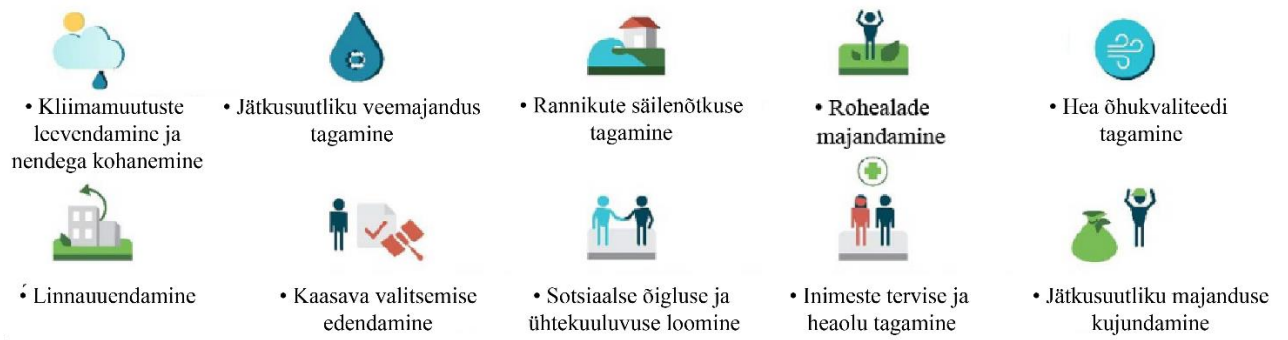 • Kliimamuutuste
leevendamine ja
nendega kohanemine
• Jätkusuutliku veemajandus
tagamine
• Rannikute säilenõtkuse
tagamine
• Rohealade
majandamine
• Hea õhukvaliteedi
tagamine
• Linnauuendamine
• Kaasava valitsemise
edendamine
• Sotsiaalse õigluse ja
ühtekuuluvuse loomine
• Inimeste tervise ja
heaolu tagamine
• Jätkusuutliku majanduse
kujundamine